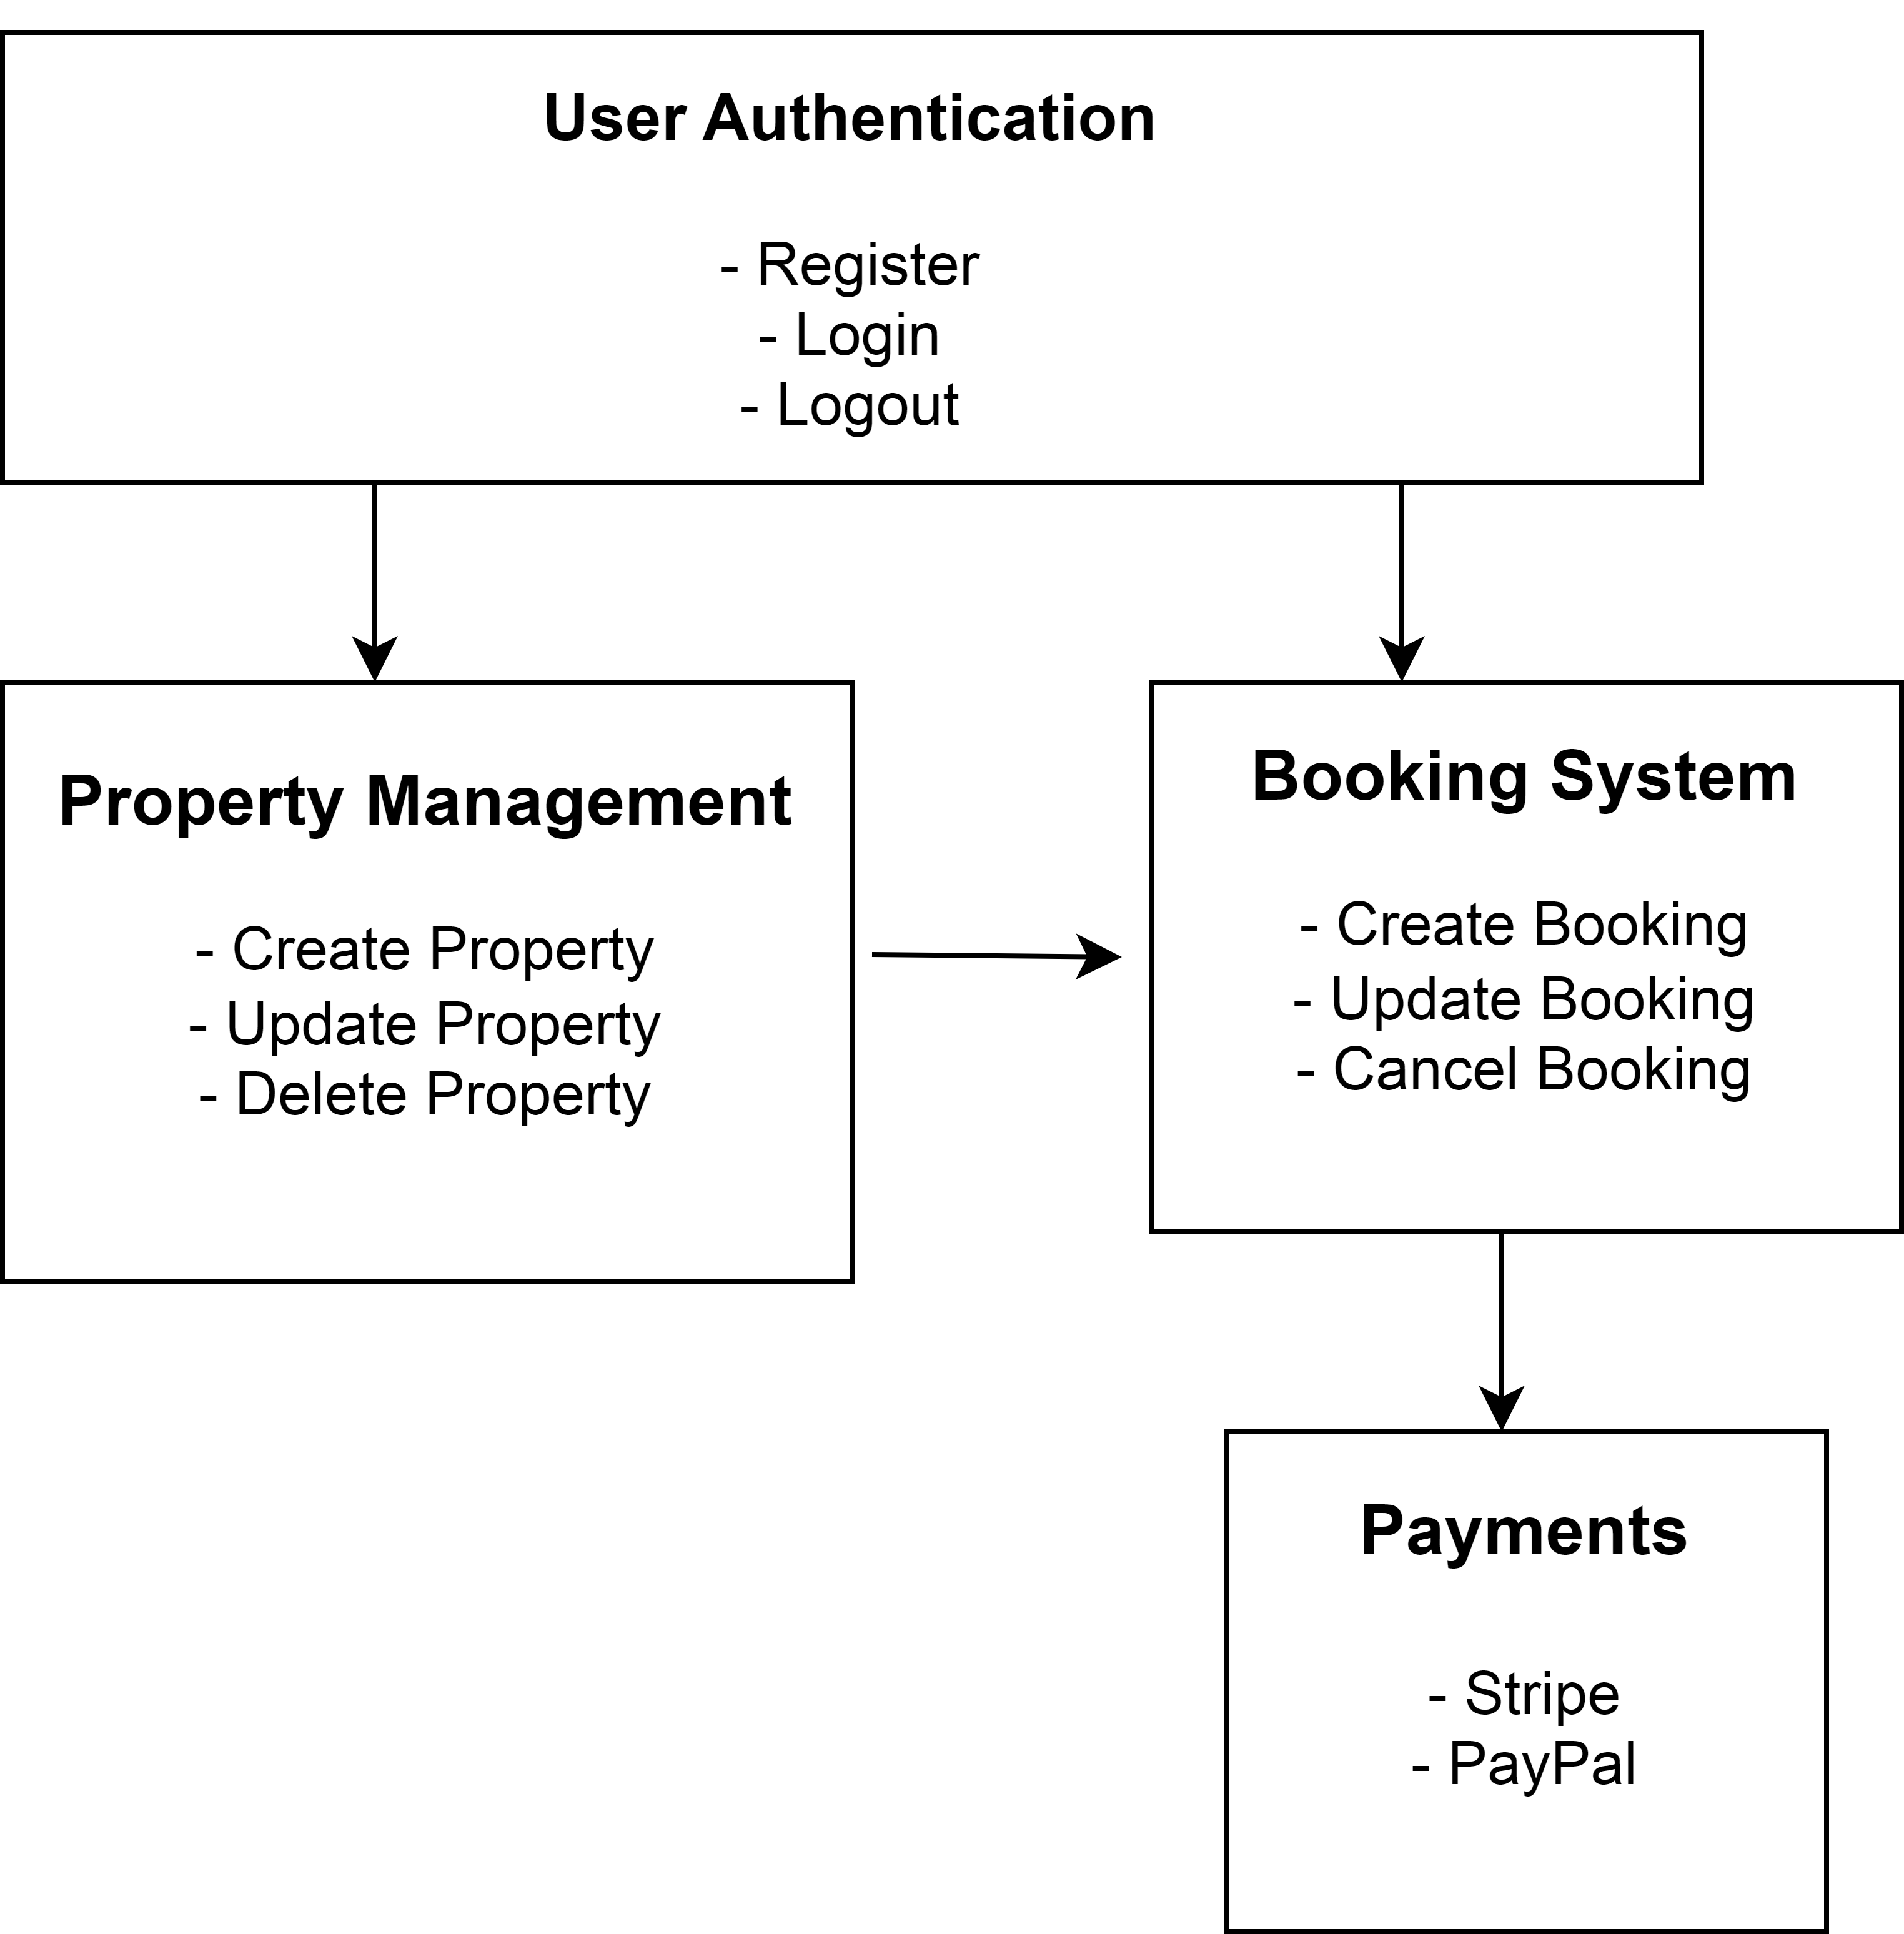 User Authentication
- Register
- Login
- Logout
Property Management
- Create Property
- Update Property
- Delete Property
Booking System
- Create Booking
- Update Booking
- Cancel Booking
Payments
- Stripe
- PayPal